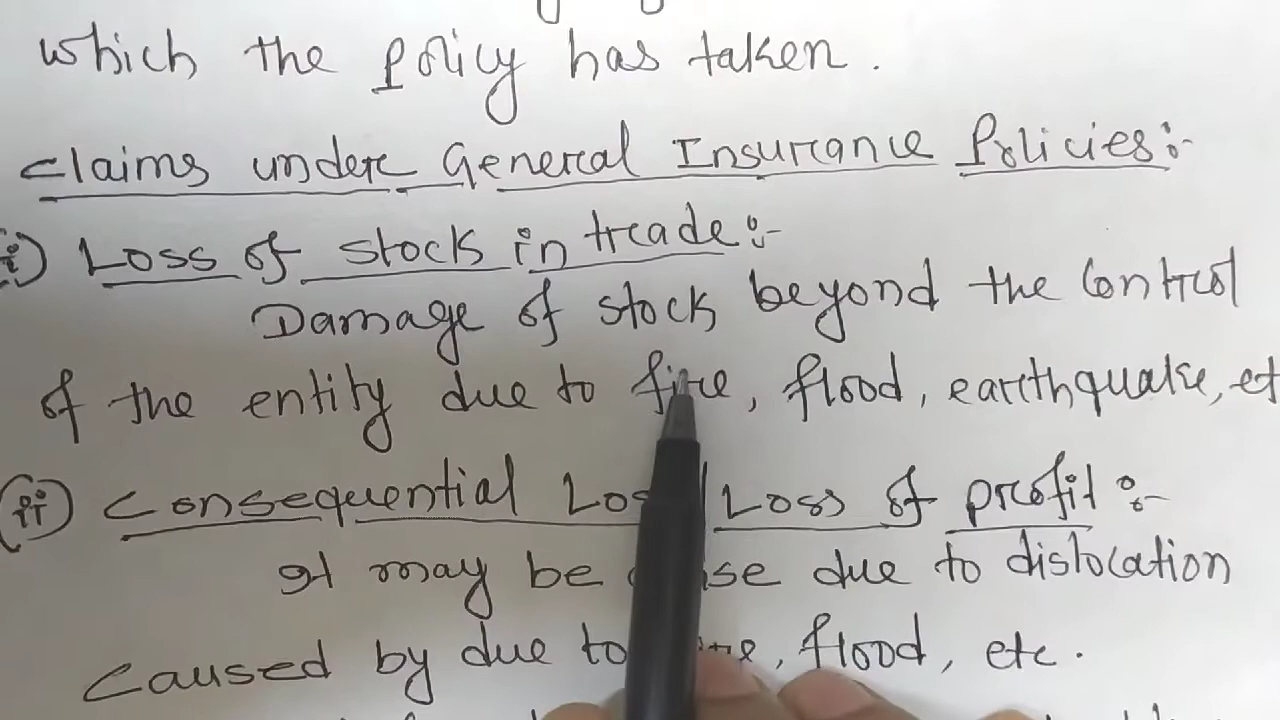 which the policy has taken.
Claims under General Insurance Policies:-
(i) Loss of stock in trade:-
Damage of stock beyond the control
of the entity due to fire, flood, earthquake, et
(ii) Consequential Loss/Loss of profit:-
It may be due to dislocation
caused by due to flood, etc.